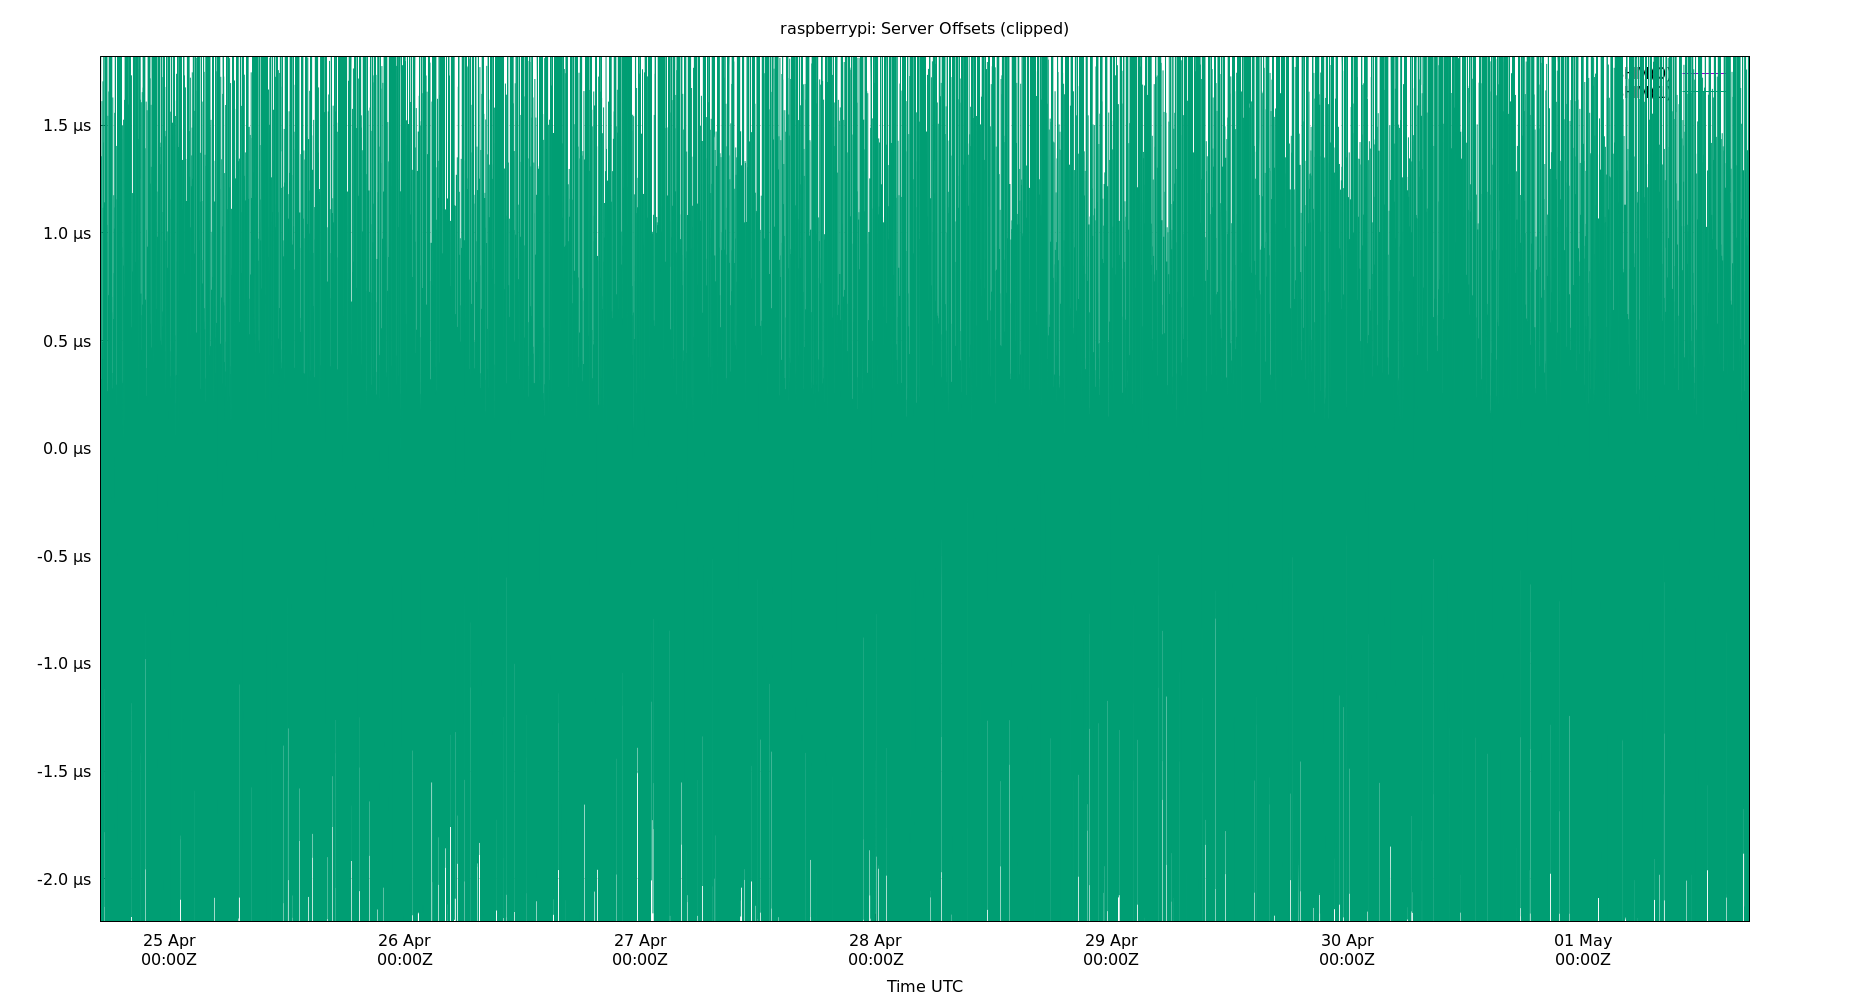 raspberrypi: Server Offsets (clipped)
1.5 µs
1.0 µs
0.5 µs
0.0 µs
-0.5 µs
-1.0 µs
-1.5 µs
-2.0 µs
25 Apr 26 Apr 27 Apr 28 Apr 29 Apr 30 Apr 01 May
00:00Z 00:00Z 00:00Z 00:00Z 00:00Z 00:00Z 00:00Z
Time UTC